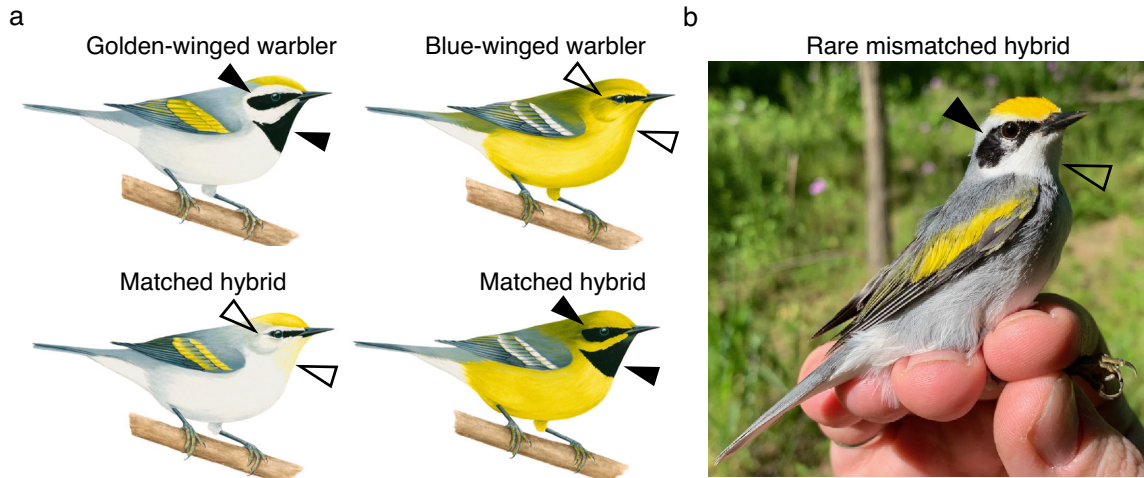 a
Golden-winged warbler
Blue-winged warbler
Matched hybrid
Matched hybrid
b
Rare mismatched hybrid